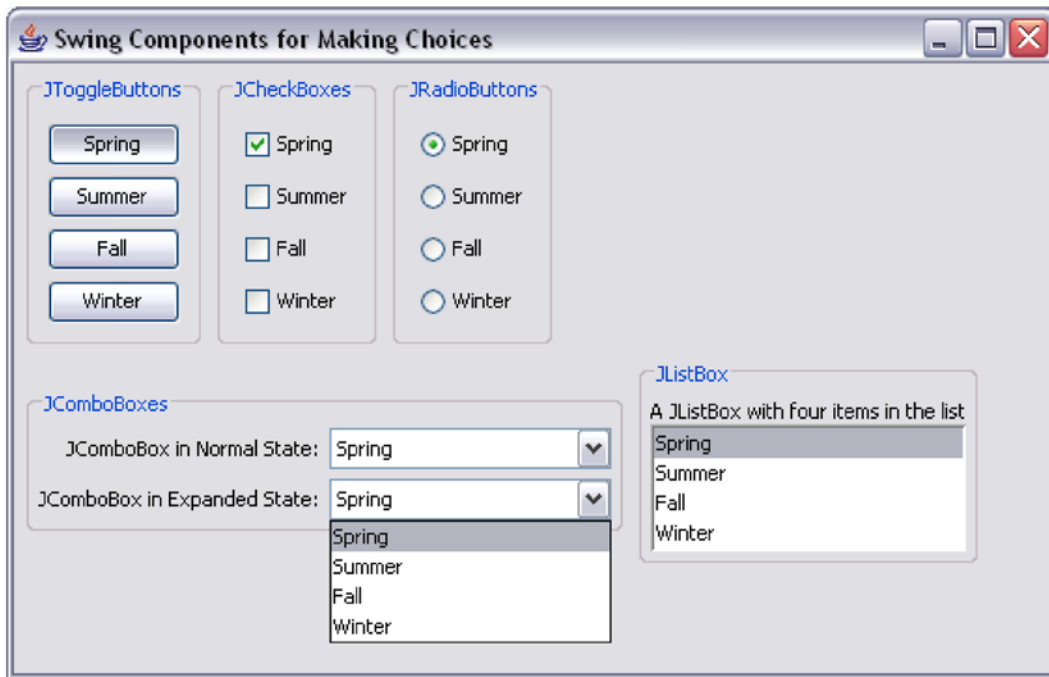 Swing Components for Making Choices
JToggleButtons
Spring
Summer
Fall
Winter
JCheckBoxes
Spring
Summer
Fall
Winter
JRadioButtons
Spring
Summer
Fall
Winter
JComboBoxes
JComboBox in Normal State: Spring
JComboBox in Expanded State: Spring
Spring
Summer
Fall
Winter
JListBox
A JListBox with four items in the list
Spring
Summer
Fall
Winter